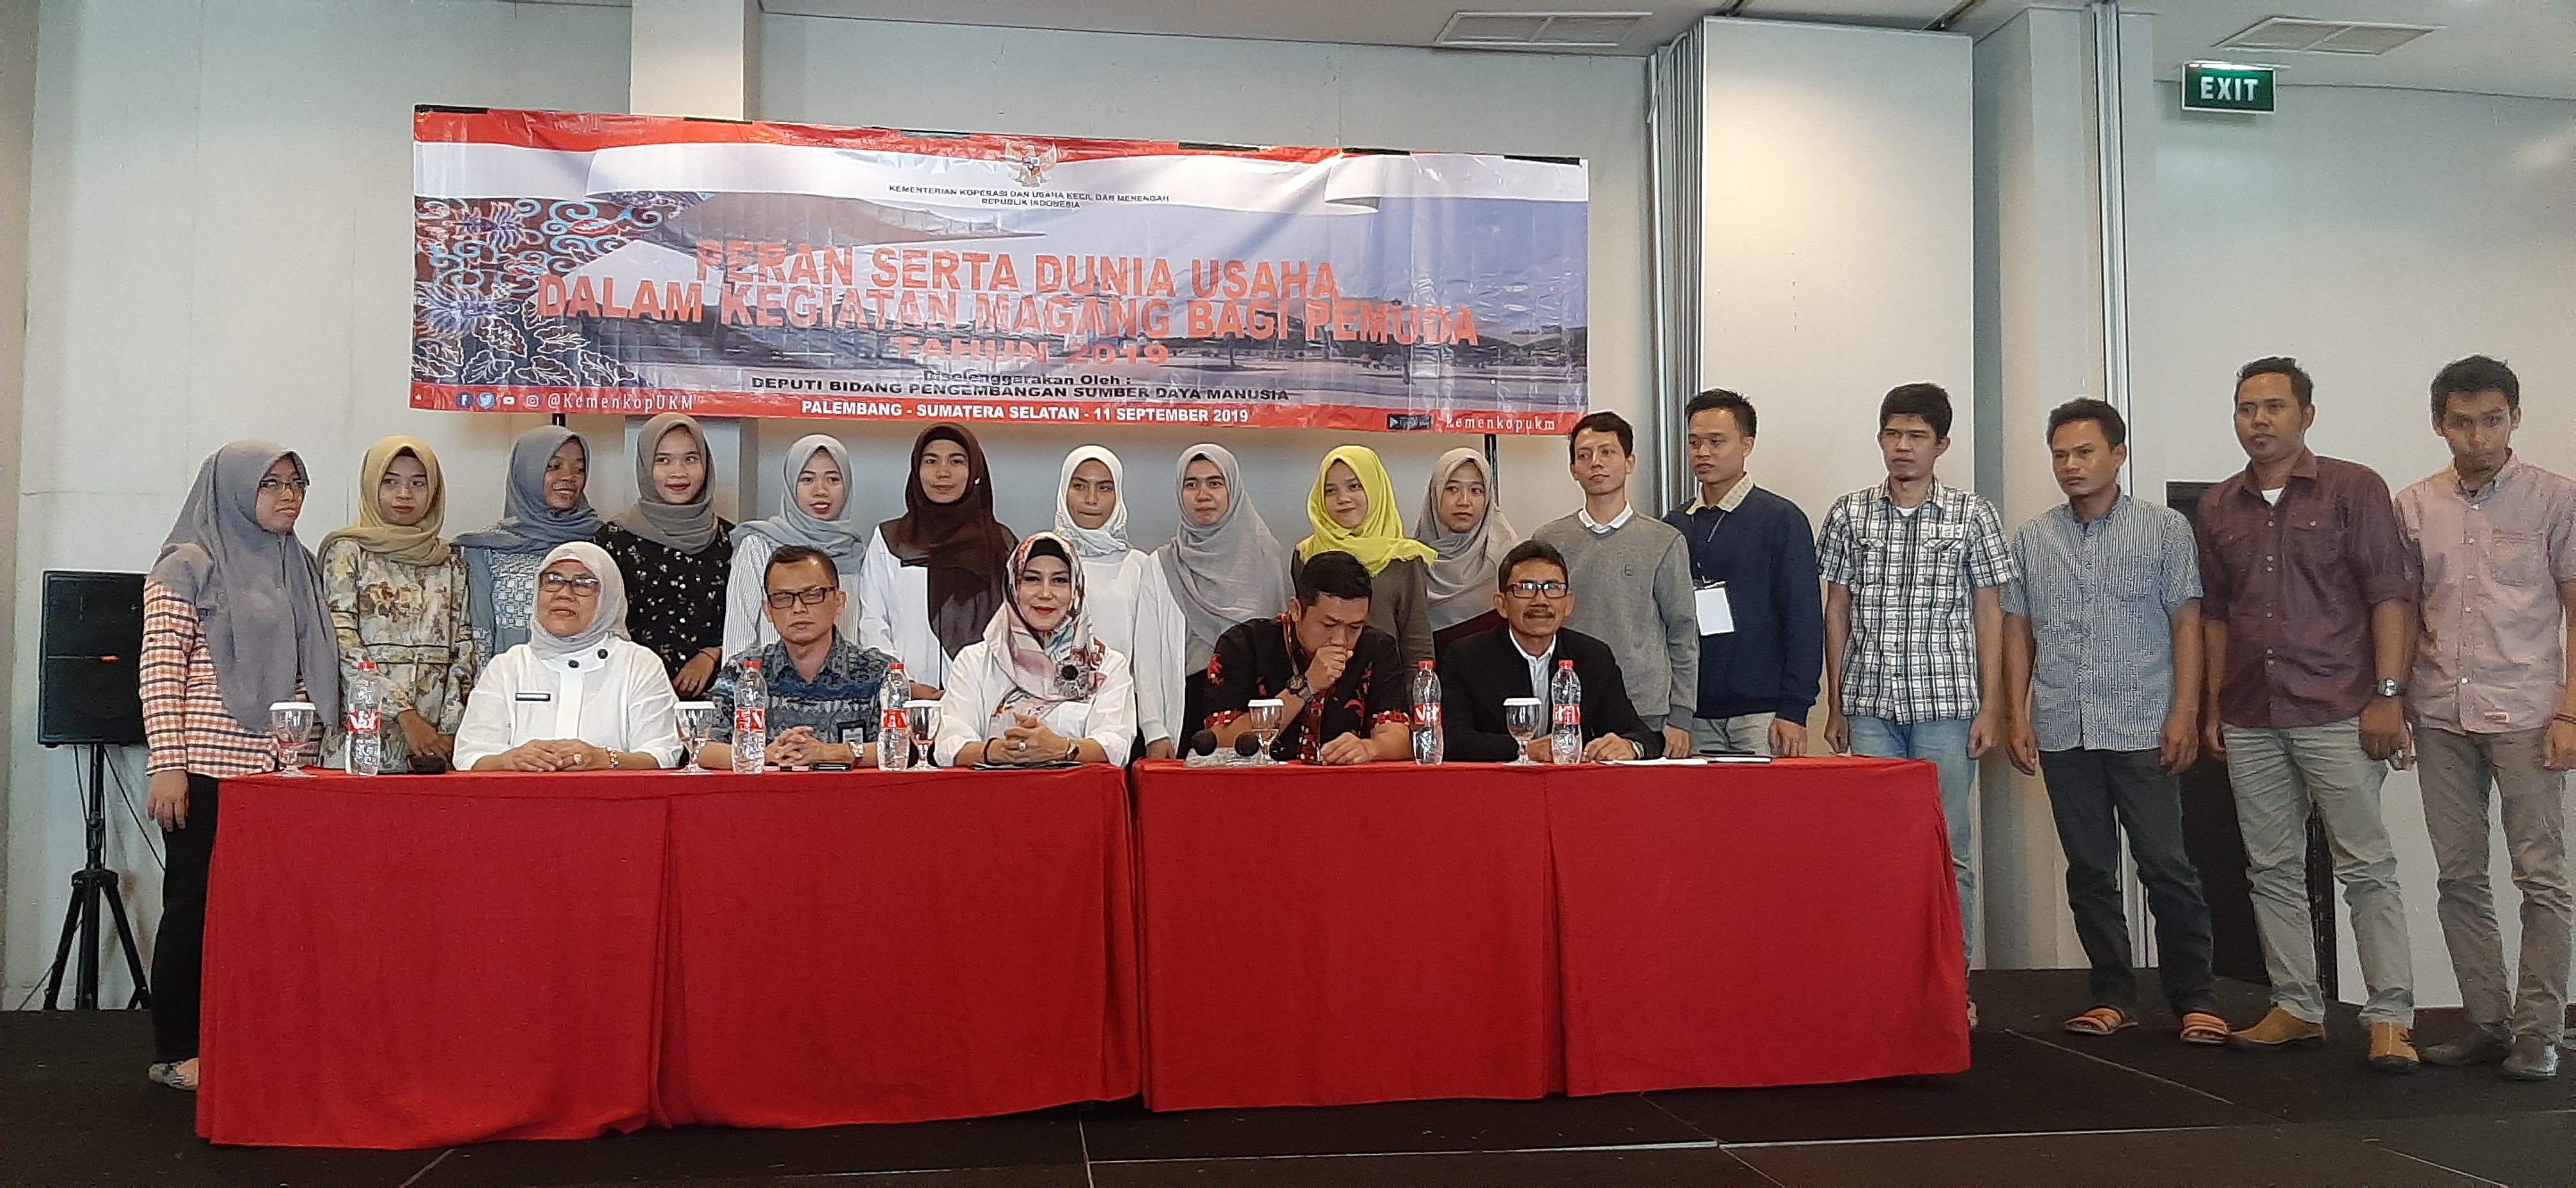 KEMENTERIAN KOPERASI DAN USAHA KECIL DAN MENENGAH
REPUBLIK INDONESIA
PERAN SERTA DUNIA USAHA
DALAM KEGIATAN MAGANG BAGI PEMUDA
TAHUN 2019
Diselenggarakan Oleh :
DEPUTI BIDANG PENGEMBANGAN SUMBER DAYA MANUSIA
@KemenkopUKM
PALEMBANG - SUMATERA SELATAN - 11 SEPTEMBER 2019
kemenkopukm
EXIT